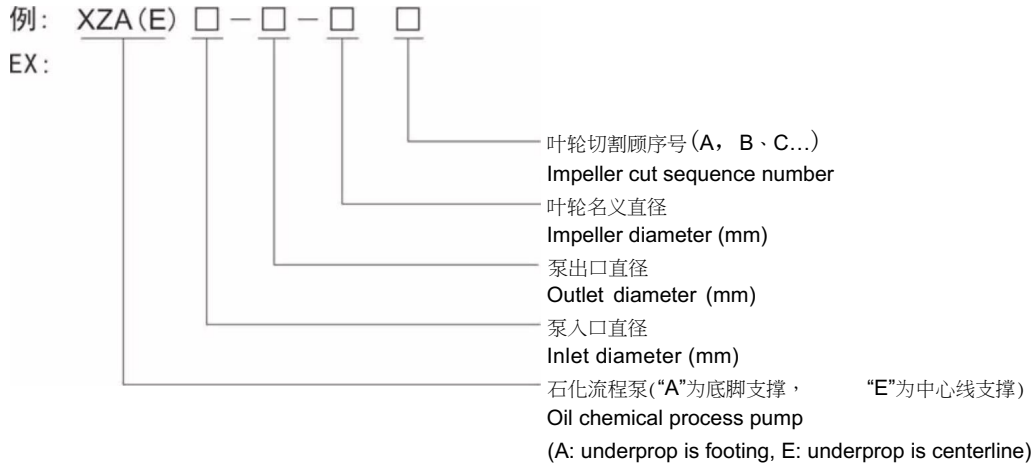 例: XZA(E) □-□-□ □
EX:
叶轮切割顾序号(A, B、C…)
Impeller cut sequence number
叶轮名义直径
Impeller diameter (mm)
泵出口直径
Outlet diameter (mm)
泵入口直径
Inlet diameter (mm)
石化流程泵(“A”为底脚支撑, “E”为中心线支撑)
Oil chemical process pump
(A: underprop is footing, E: underprop is centerline)